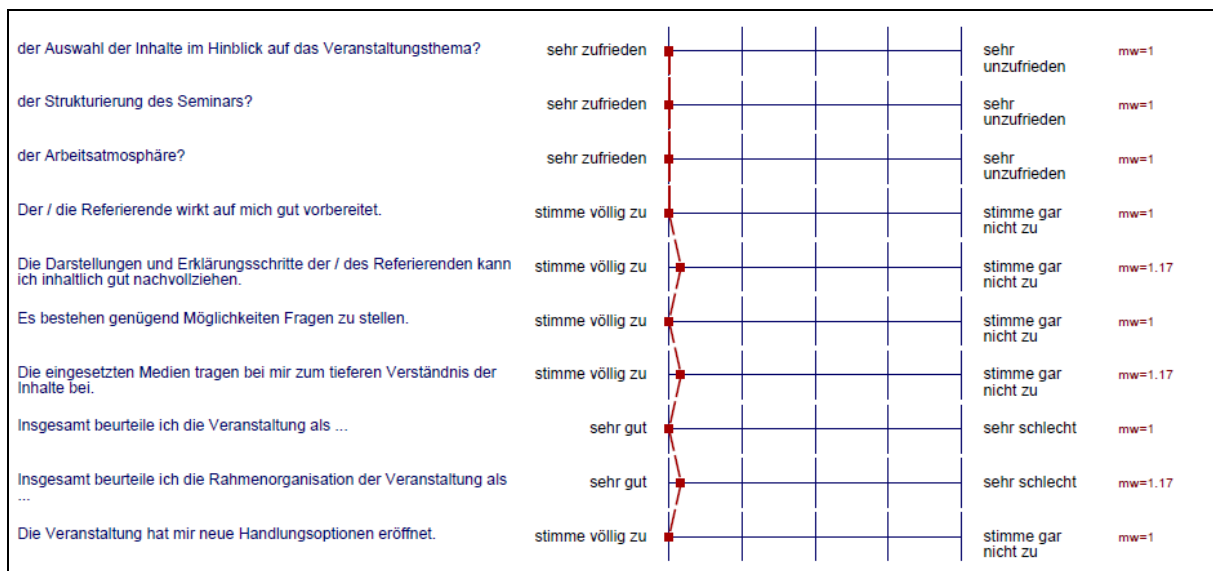 der Auswahl der Inhalte im Hinblick auf das Veranstaltungsthema? sehr zufrieden sehr unzufrieden mw=1
der Strukturierung des Seminars? sehr zufrieden sehr unzufrieden mw=1
der Arbeitsatmosphäre? sehr zufrieden sehr unzufrieden mw=1
Der / die Referierende wirkt auf mich gut vorbereitet. stimme völlig zu stimme gar nicht zu mw=1
Die Darstellungen und Erklärungsschritte der / des Referierenden kann
ich inhaltlich gut nachvollziehen. stimme völlig zu stimme gar nicht zu mw=1.17
Es bestehen genügend Möglichkeiten Fragen zu stellen. stimme völlig zu stimme gar nicht zu mw=1
Die eingesetzten Medien tragen bei mir zum tieferen Verständnis der
Inhalte bei. stimme völlig zu stimme gar nicht zu mw=1.17
Insgesamt beurteile ich die Veranstaltung als ... sehr gut sehr schlecht mw=1
Insgesamt beurteile ich die Rahmenorganisation der Veranstaltung als
... sehr gut sehr schlecht mw=1.17
Die Veranstaltung hat mir neue Handlungsoptionen eröffnet. stimme völlig zu stimme gar nicht zu mw=1